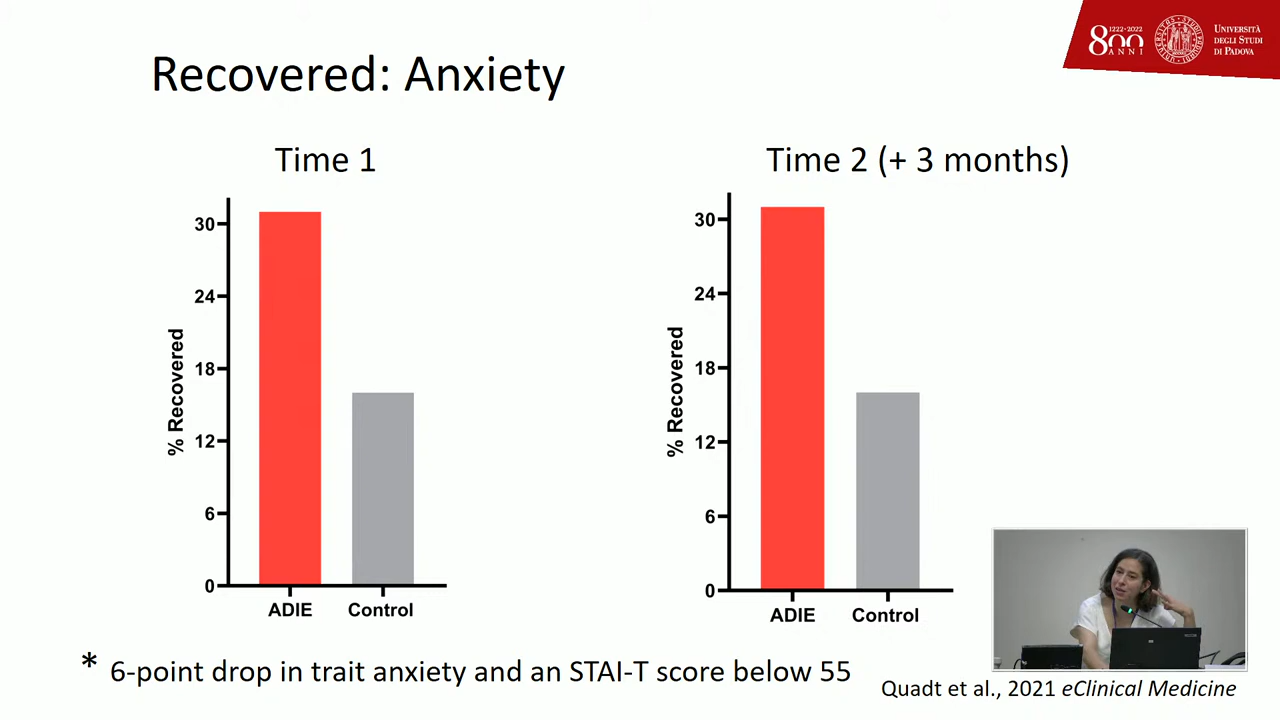 1222-2022
800
ANNI
UNIVERSITÀ
DEGLI STUDI
DI PADOVA
Recovered: Anxiety
Time 1
% Recovered
30
24
18
12
6
0
ADIE Control
Time 2 (+ 3 months)
% Recovered
30
24
18
12
6
0
ADIE Control
* 6-point drop in trait anxiety and an STAI-T score below 55
Quadt et al., 2021 eClinical Medicine